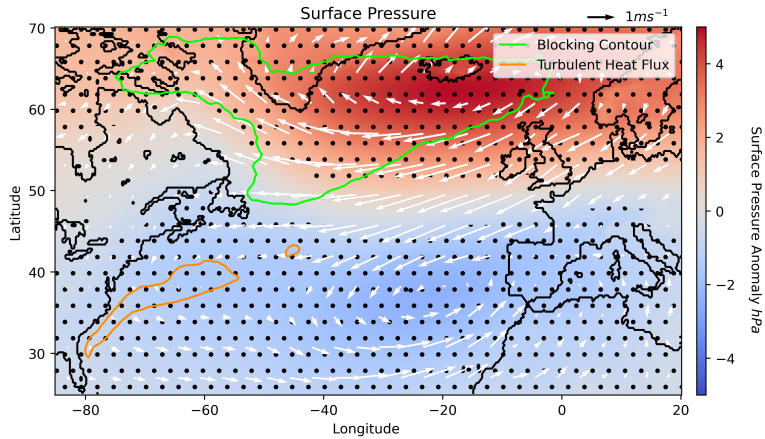 Surface Pressure
1ms⁻¹
Blocking Contour
Turbulent Heat Flux
70
60
50
40
30
Latitude
−80
−60
−40
−20
0
20
Longitude
4
2
0
−2
−4
Surface Pressure Anomaly hPa